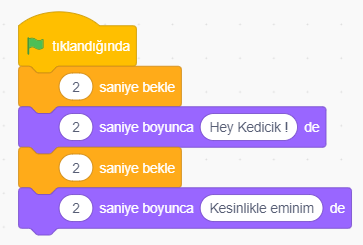 tıklandığında
2 saniye bekle
2 saniye boyunca Hey Kedicik ! de
2 saniye bekle
2 saniye boyunca Kesinlikle eminim de